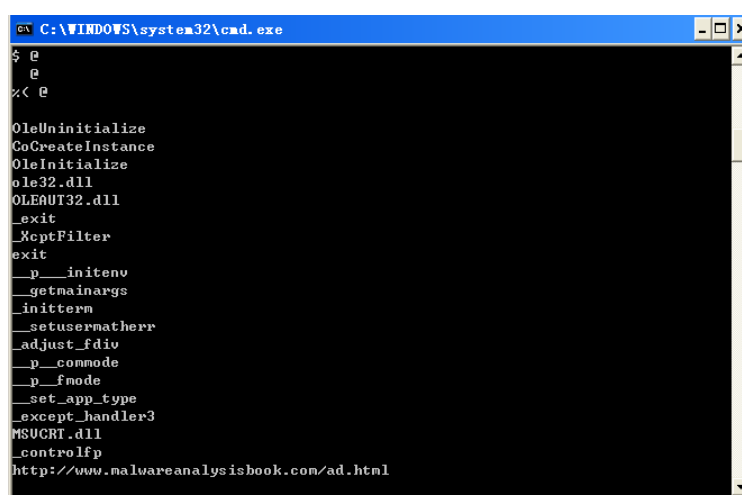 C:\WINDOWS\system32\cmd.exe
$ @
@
%( @
OleUninitialize
CoCreateInstance
OleInitialize
ole32.dll
OLEAUT32.dll
_exit
_XcptFilter
exit
__p___initenv
__getmainargs
_initterm
__setusermatherr
_adjust_fdiv
__p__commode
__p__fmode
__set_app_type
_except_handler3
MSVCRT.dll
_controlfp
http://www.malwareanalysisbook.com/ad.html